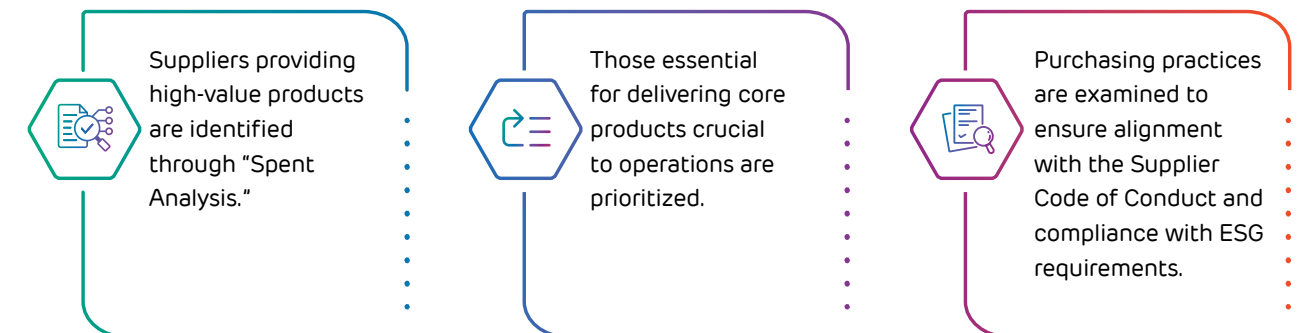 Suppliers providing
high-value products
are identified
through “Spent
Analysis.”
Those essential
for delivering core
products crucial
to operations are
prioritized.
Purchasing practices
are examined to
ensure alignment
with the Supplier
Code of Conduct and
compliance with ESG
requirements.